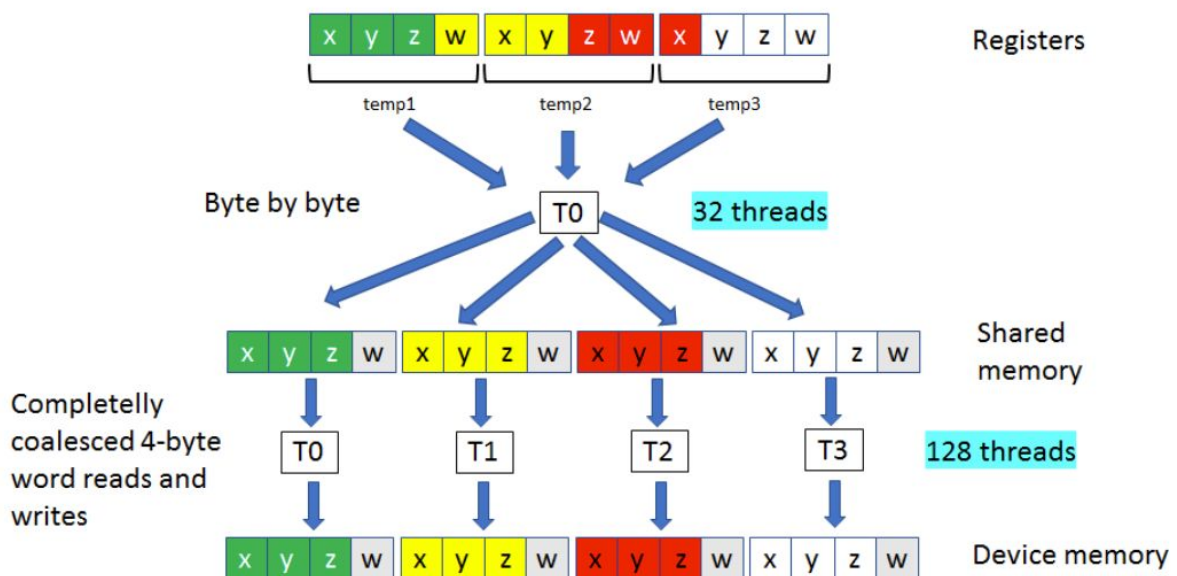 x y z w x y z w x y z w
Registers
temp1 temp2 temp3
Byte by byte
T0
32 threads
x y z w x y z w x y z w x y z w
Shared
memory
Completelly
coalesced 4-byte
word reads and
writes
T0 T1 T2 T3
128 threads
x y z w x y z w x y z w x y z w
Device memory